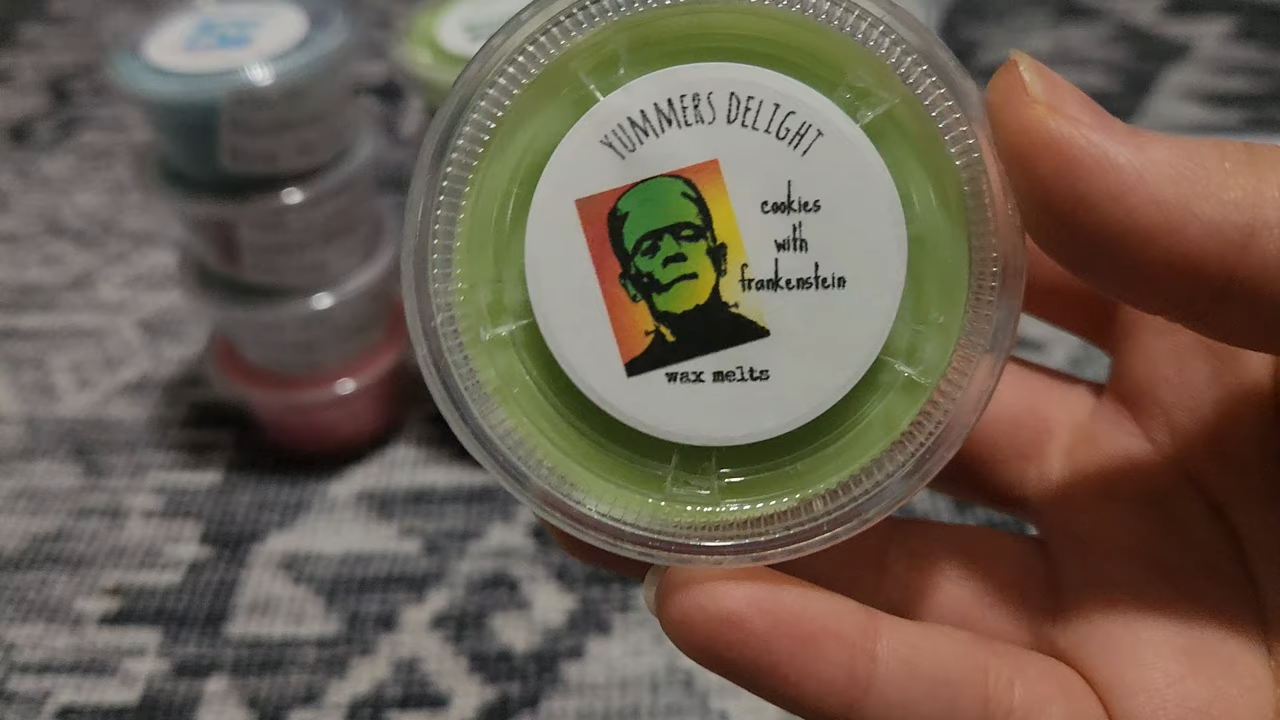 YUMMERS DELIGHT
cookies
with
frankenstein
wax melts